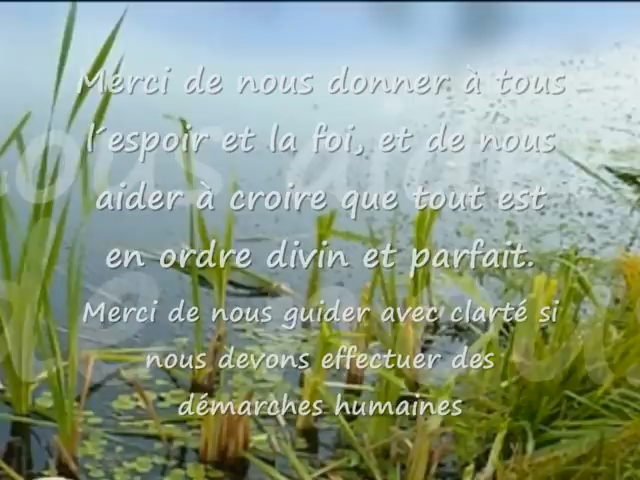 Merci de nous donner à tous
l´espoir et la foi, et de nous
aider à croire que tout est
en ordre divin et parfait.
Merci de nous guider avec clarté si
nous devons effectuer des
démarches humaines